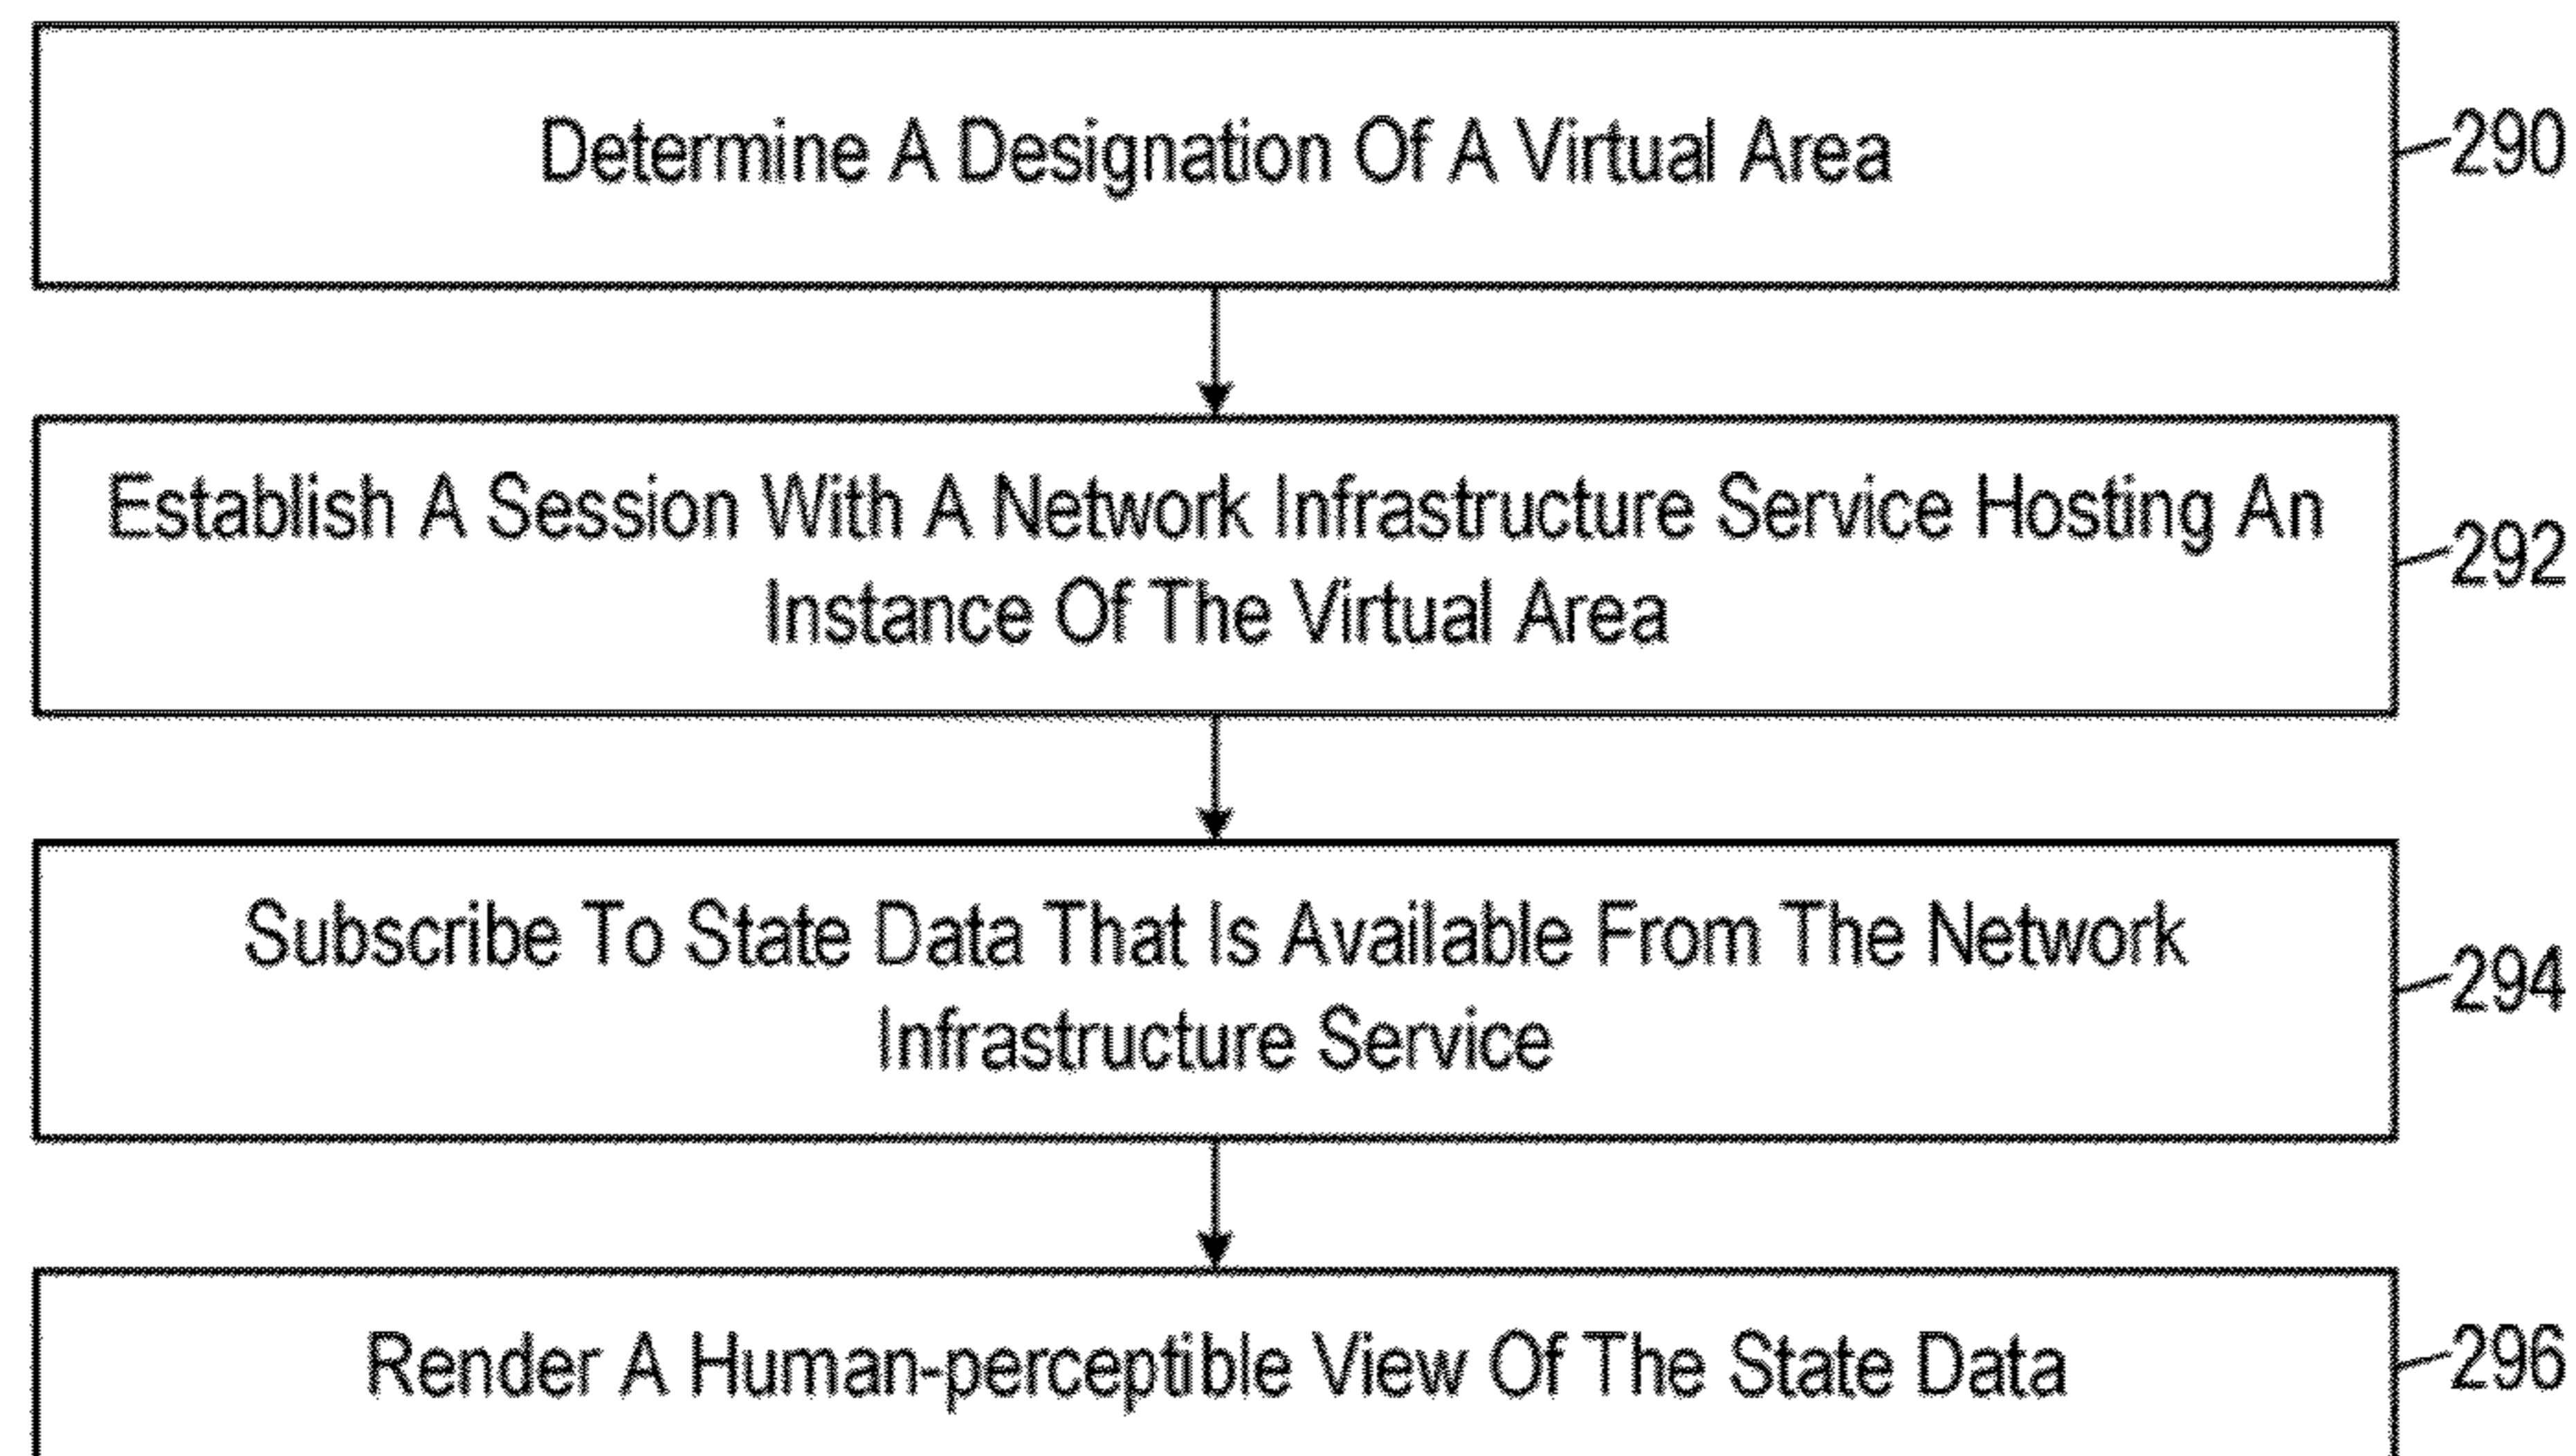 Determine A Designation Of A Virtual Area
290
Establish A Session With A Network Infrastructure Service Hosting An
Instance Of The Virtual Area
292
Subscribe To State Data That Is Available From The Network
Infrastructure Service
294
Render A Human-perceptible View Of The State Data
296